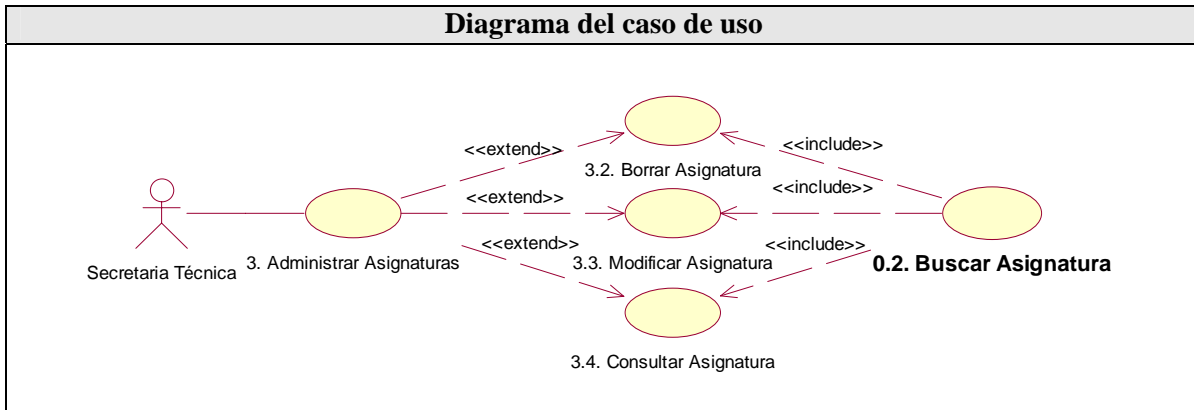 Diagrama del caso de uso
<<extend>>
<<include>>
3.2. Borrar Asignatura
<<extend>>
<<include>>
Secretaria Técnica
3. Administrar Asignaturas
<<extend>>
3.3. Modificar Asignatura
<<include>>
0.2. Buscar Asignatura
3.4. Consultar Asignatura